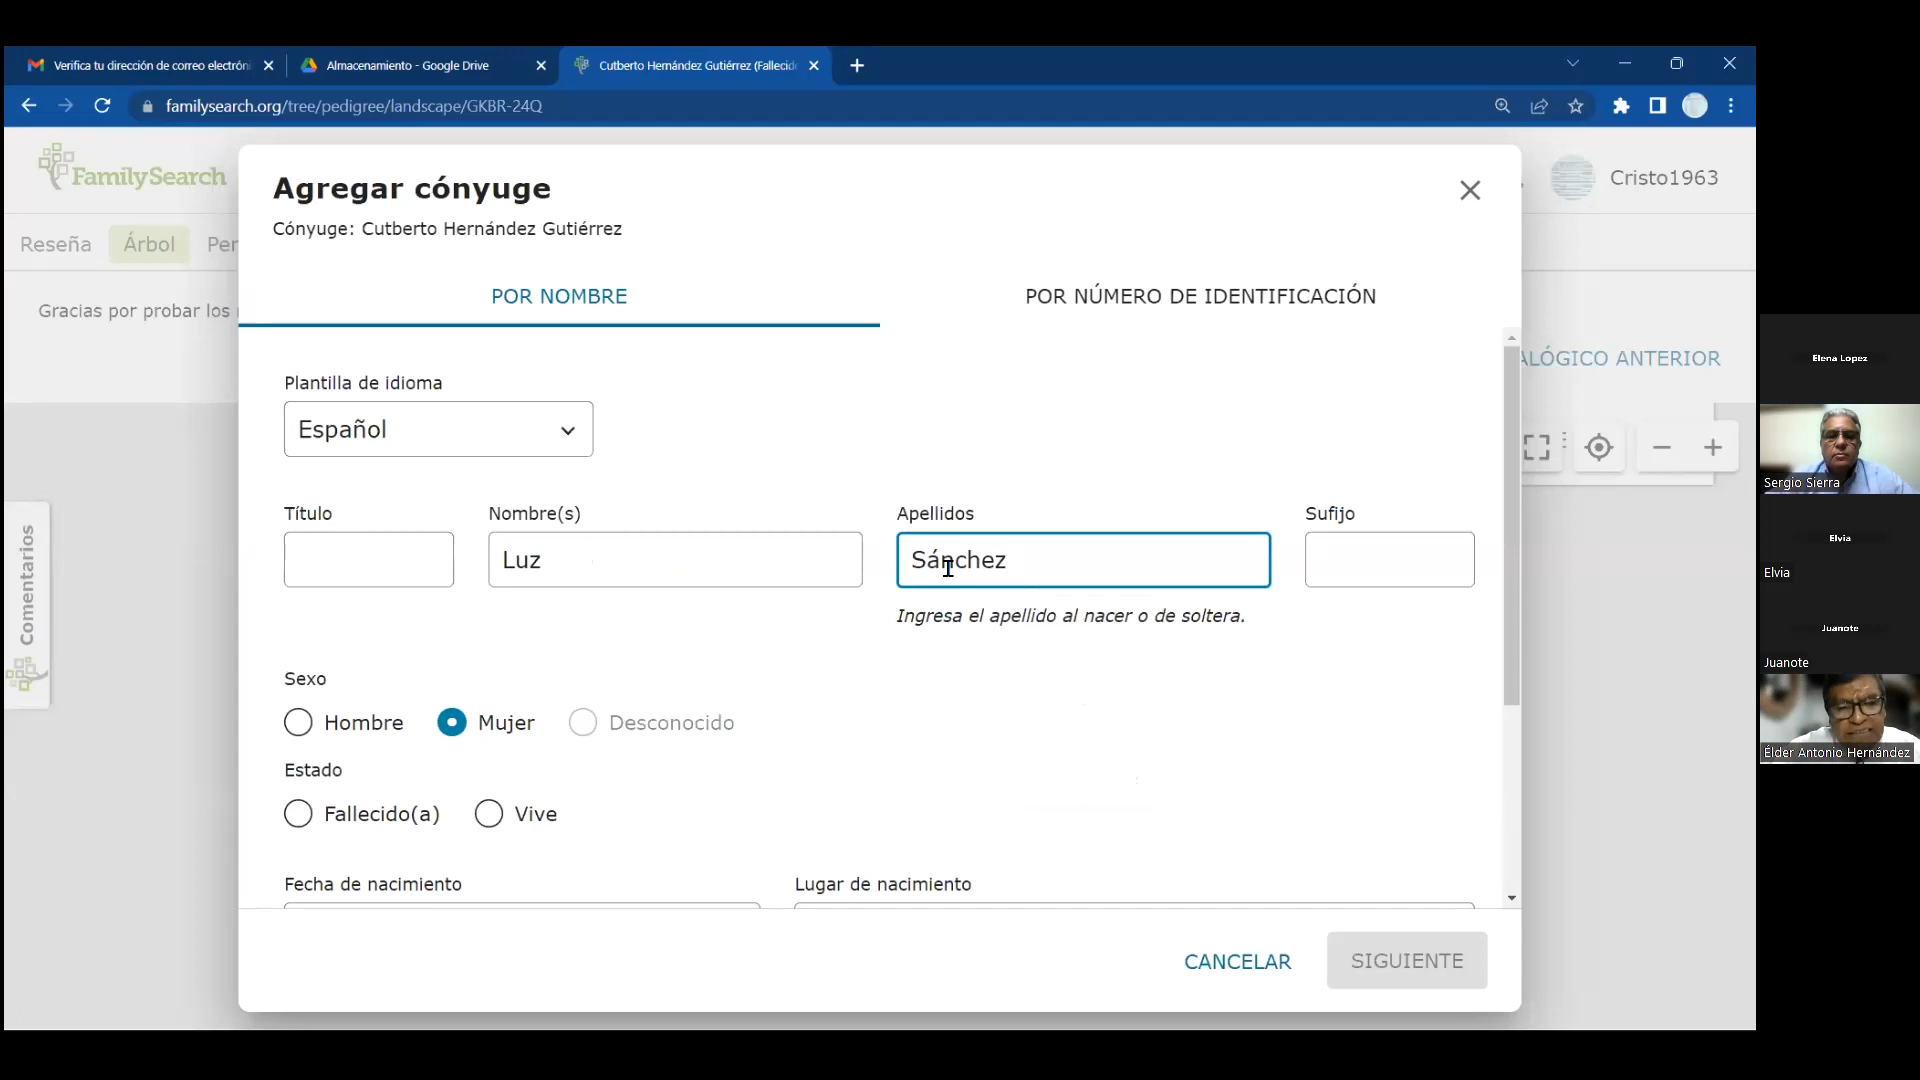 Verifica tu dirección de correo electróni
Almacenamiento - Google Drive
Cutberto Hernández Gutiérrez (Fallecid
familysearch.org/tree/pedigree/landscape/GKBR-24Q
FamilySearch
Cristo1963
Reseña
Árbol
Per
Gracias por probar los
ALÓGICO ANTERIOR
Comentarios
Agregar cónyuge
Cónyuge: Cutberto Hernández Gutiérrez
POR NOMBRE
POR NÚMERO DE IDENTIFICACIÓN
Plantilla de idioma
Español
Título
Nombre(s)
Apellidos
Sufijo
Luz
Sánchez
Ingresa el apellido al nacer o de soltera.
Sexo
Hombre
Mujer
Desconocido
Estado
Fallecido(a)
Vive
Fecha de nacimiento
Lugar de nacimiento
CANCELAR
SIGUIENTE
Elena Lopez
Sergio Sierra
Elvia
Elvia
Juanote
Juanote
Élder Antonio Hernández